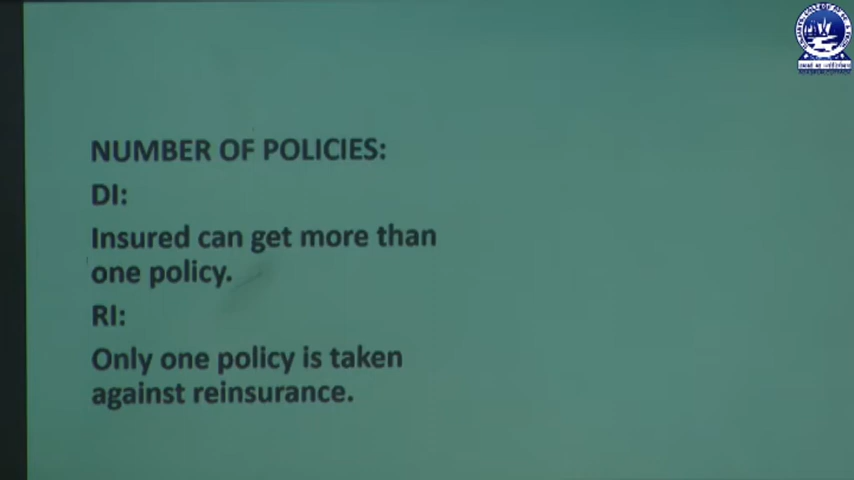 NUMBER OF POLICIES:
DI:
Insured can get more than
one policy.
RI:
Only one policy is taken
against reinsurance.